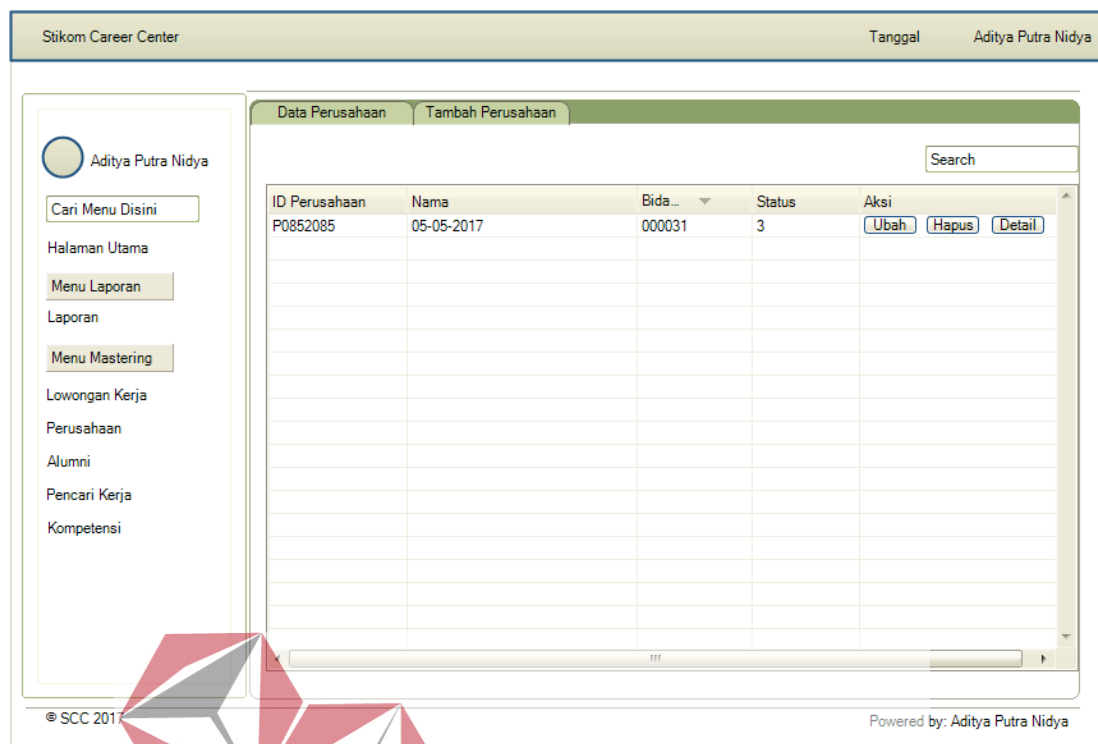 Stikom Career Center Tanggal Aditya Putra Nidya
Data Perusahaan Tambah Perusahaan
Aditya Putra Nidya
Search
Cari Menu Disini
Halaman Utama
Menu Laporan
Laporan
Menu Mastering
Lowongan Kerja
Perusahaan
Alumni
Pencari Kerja
Kompetensi
ID Perusahaan Nama Bida... Status Aksi
P0852085 05-05-2017 000031 3 Ubah Hapus Detail
© SCC 2017 Powered by: Aditya Putra Nidya